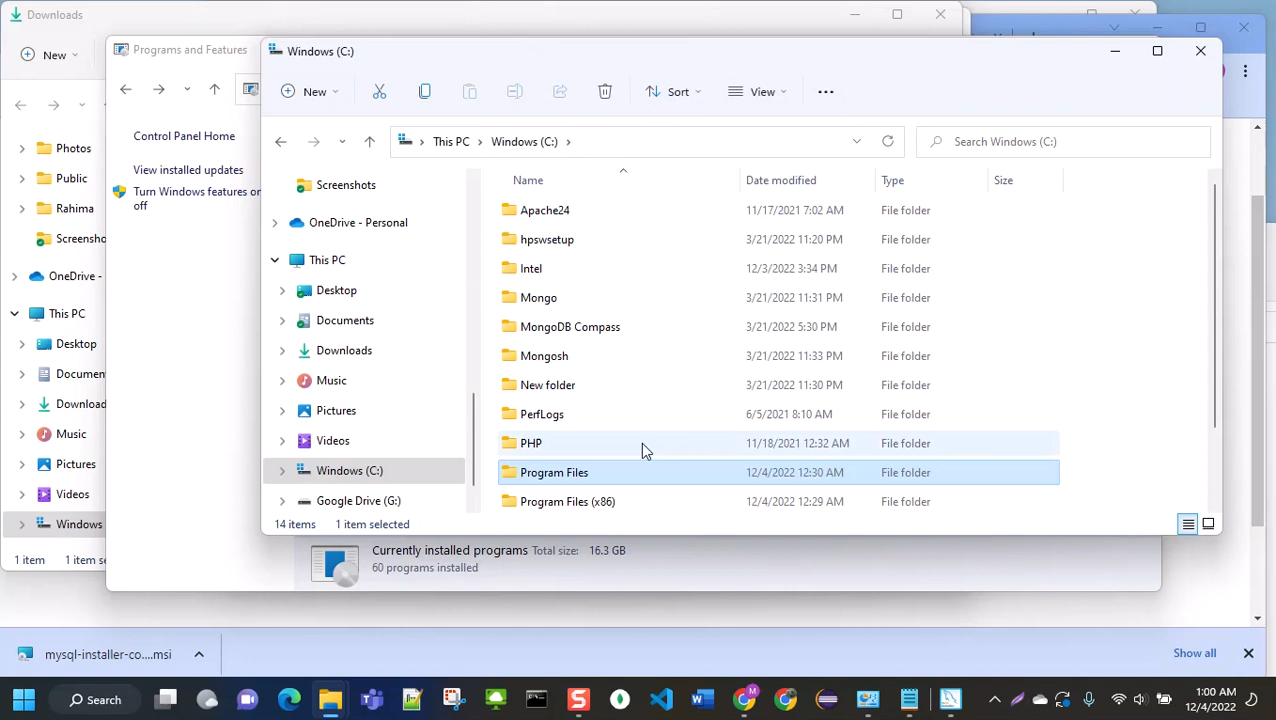 Downloads
New
Photos
Public
Rahima
OneDrive -
This PC
Desktop
Music
Pictures
Videos
Windows
1 item
Programs and Features
Control Panel Home
View installed updates
Turn Windows features on
off
Currently installed programs Total size: 16.3 GB
60 programs installed
Windows (C:)
New
Sort
View
This PC
Windows (C:)
Search Windows (C:)
Screenshots
OneDrive - Personal
This PC
Desktop
Documents
Downloads
Music
Pictures
Videos
Windows (C:)
Google Drive (G:)
Name Date modified Type Size
Apache24 11/17/2021 7:02 AM File folder
hpswsetup 3/21/2022 11:20 PM File folder
Intel 12/3/2022 3:34 PM File folder
Mongo 3/21/2022 11:31 PM File folder
MongoDB Compass 3/21/2022 5:30 PM File folder
Mongosh 3/21/2022 11:33 PM File folder
New folder 3/21/2022 11:30 PM File folder
PerfLogs 6/5/2021 8:10 AM File folder
PHP 11/18/2021 12:32 AM File folder
Program Files 12/4/2022 12:30 AM File folder
Program Files (x86) 12/4/2022 12:29 AM File folder
14 items 1 item selected
mysql-installer-co....msi
Show all
Search
1:00 AM
12/4/2022